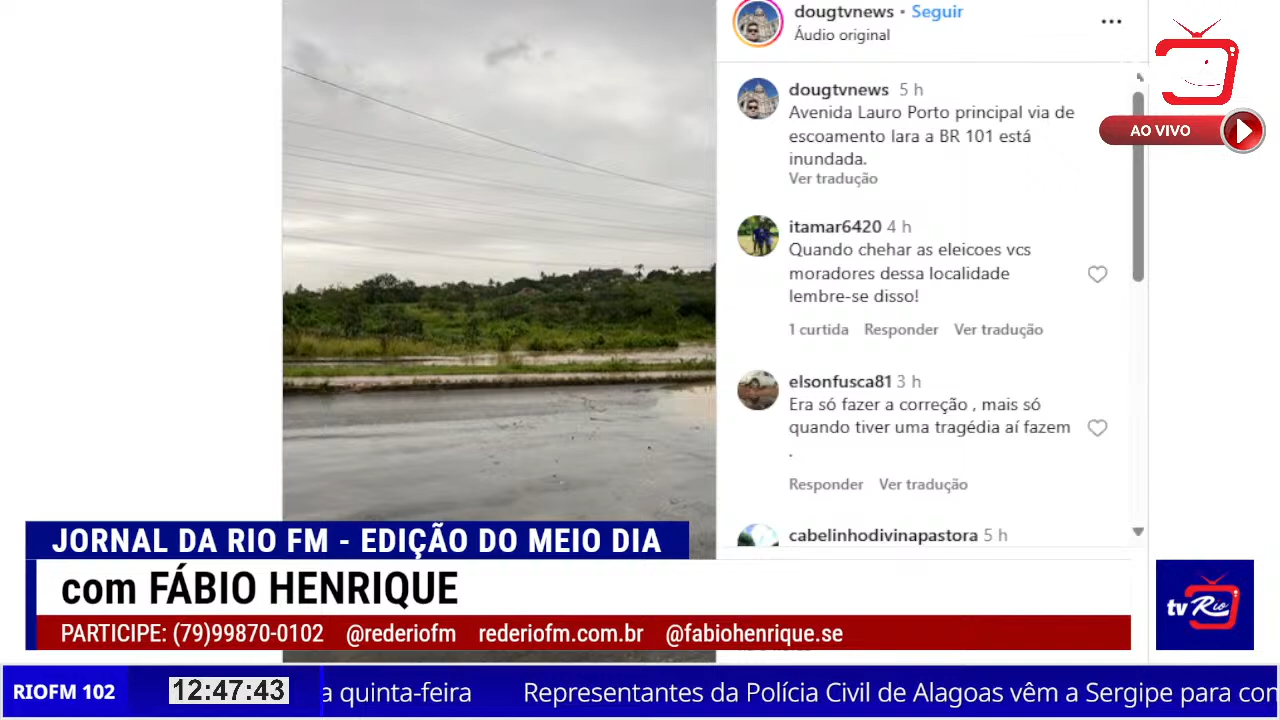 dougtvnews • Seguir
Áudio original
dougtvnews 5 h
Avenida Lauro Porto principal via de
escoamento lara a BR 101 está
inundada.
Ver tradução
itamar6420 4 h
Quando chehar as eleicoes vcs
moradores dessa localidade
lembre-se disso!
1 curtida Responder Ver tradução
elsonfusca81 3 h
Era só fazer a correção , mais só
quando tiver uma tragédia aí fazem
.
Responder Ver tradução
cabelinhodivinapastora 5 h
AO VIVO
JORNAL DA RIO FM - EDIÇÃO DO MEIO DIA
com FÁBIO HENRIQUE
PARTICIPE: (79)99870-0102 @rederiofm rederiofm.com.br @fabiohenrique.se
tv Rio
RIOFM 102
12:47:43
a quinta-feira Representantes da Polícia Civil de Alagoas vêm a Sergipe para con